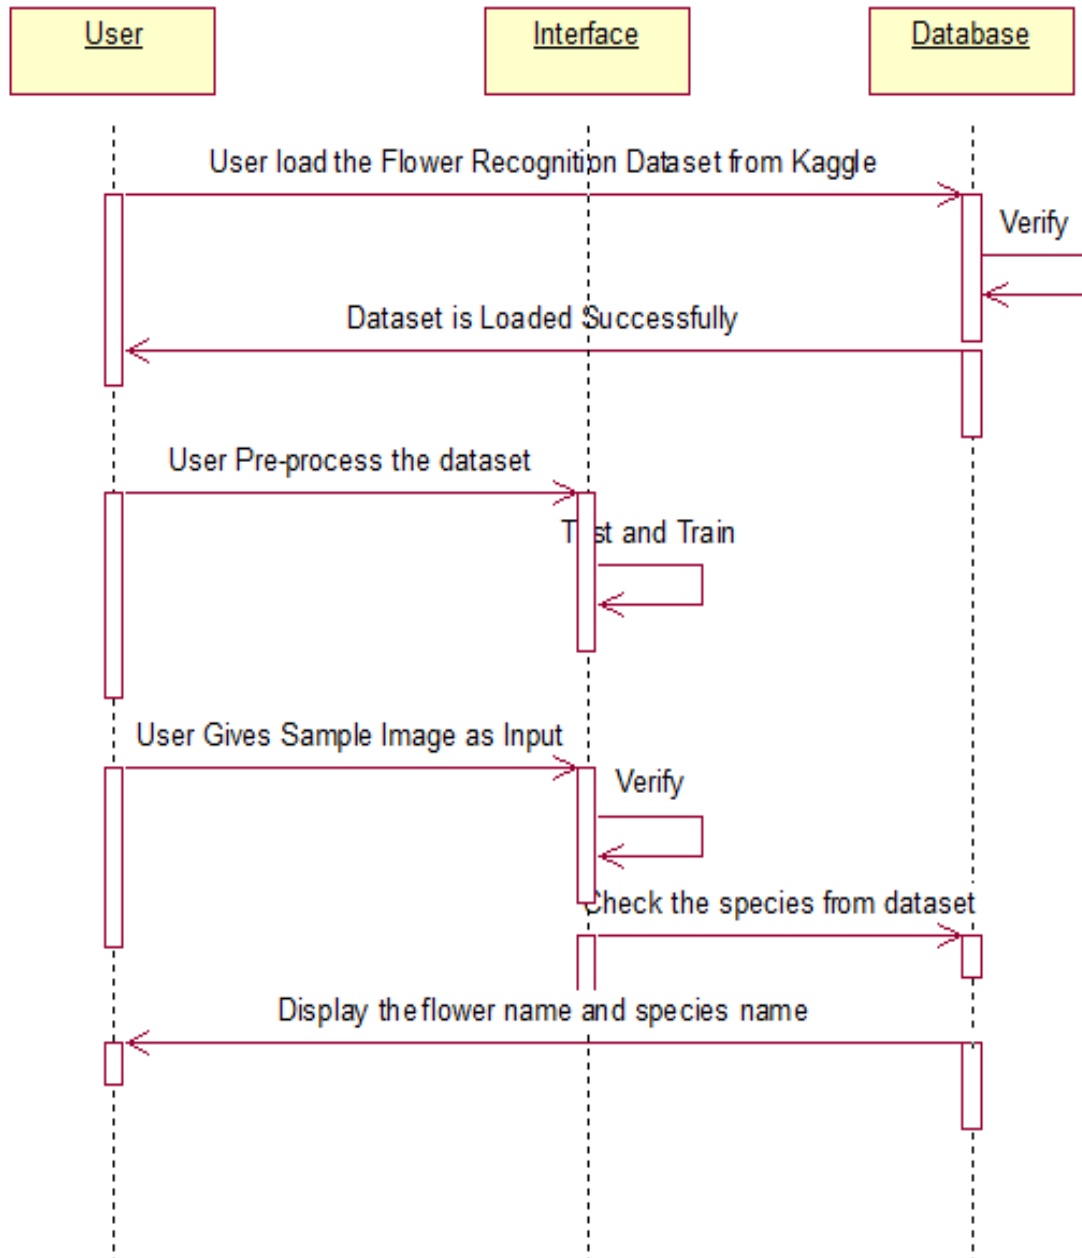 User
Interface
Database
User load the Flower Recognition Dataset from Kaggle
Verify
Dataset is Loaded Successfully
User Pre-process the dataset
Test and Train
User Gives Sample Image as Input
Verify
Check the species from dataset
Display the flower name and species name